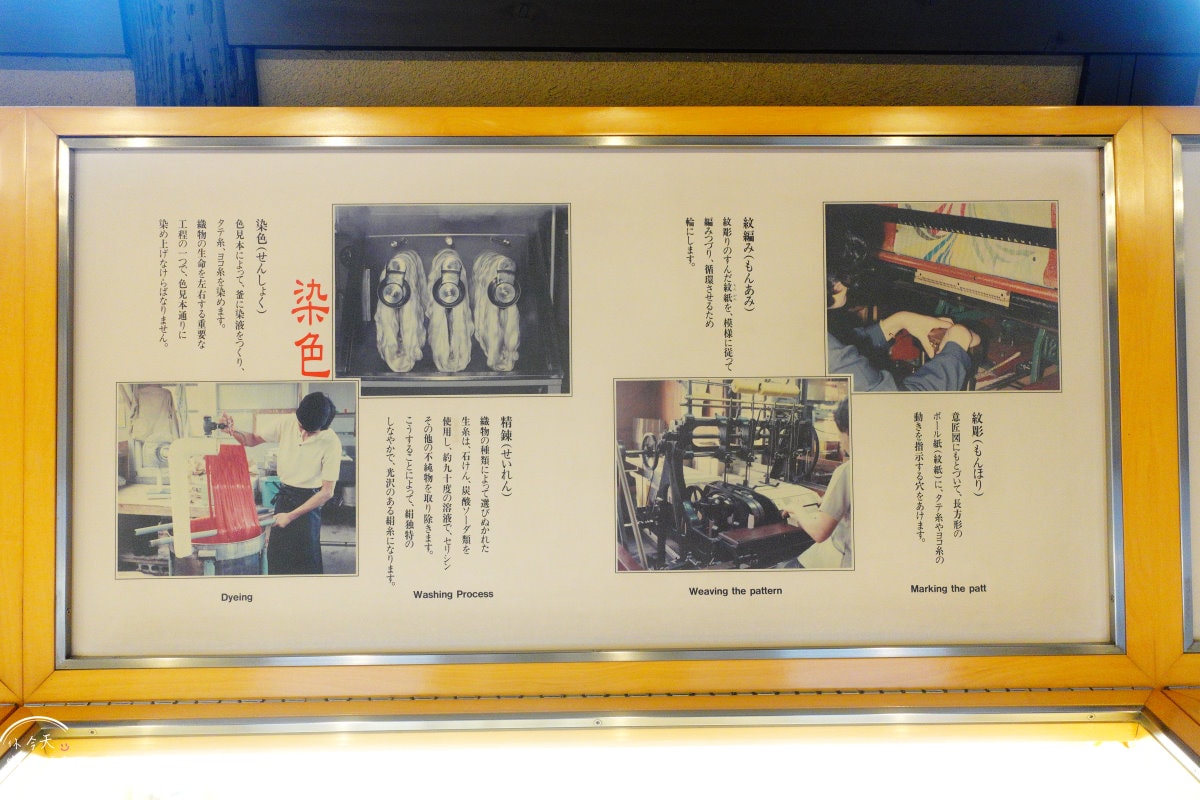 紋彫(もんほり)
意匠図にもとづいて、長方形の
ボール紙(紋紙)に、タテ糸やヨコ糸の
動きを指示する穴をあけます。
Marking the patt
紋編み(もんあみ)
紋彫りのすんだ紋紙を、模様に従って
編みつづり、循環させるため
輪にします。
Weaving the pattern
精錬(せいれん)
織物の種類によって選びぬかれた
生糸は、石けん、炭酸ソーダ類を
使用し、約九十度の溶液で、セリシン
その他の不純物を取り除きます。
こうすることによって、絹独特の
しなやかで、光沢のある絹糸になります。
Washing Process
染色
染色(せんしょく)
色見本によって、釜に染液をつくり、
タテ糸、ヨコ糸を染めます。
織物の生命を左右する重要な
工程の一つで、色見本通りに
染め上げなけらばなりません。
Dyeing
今天